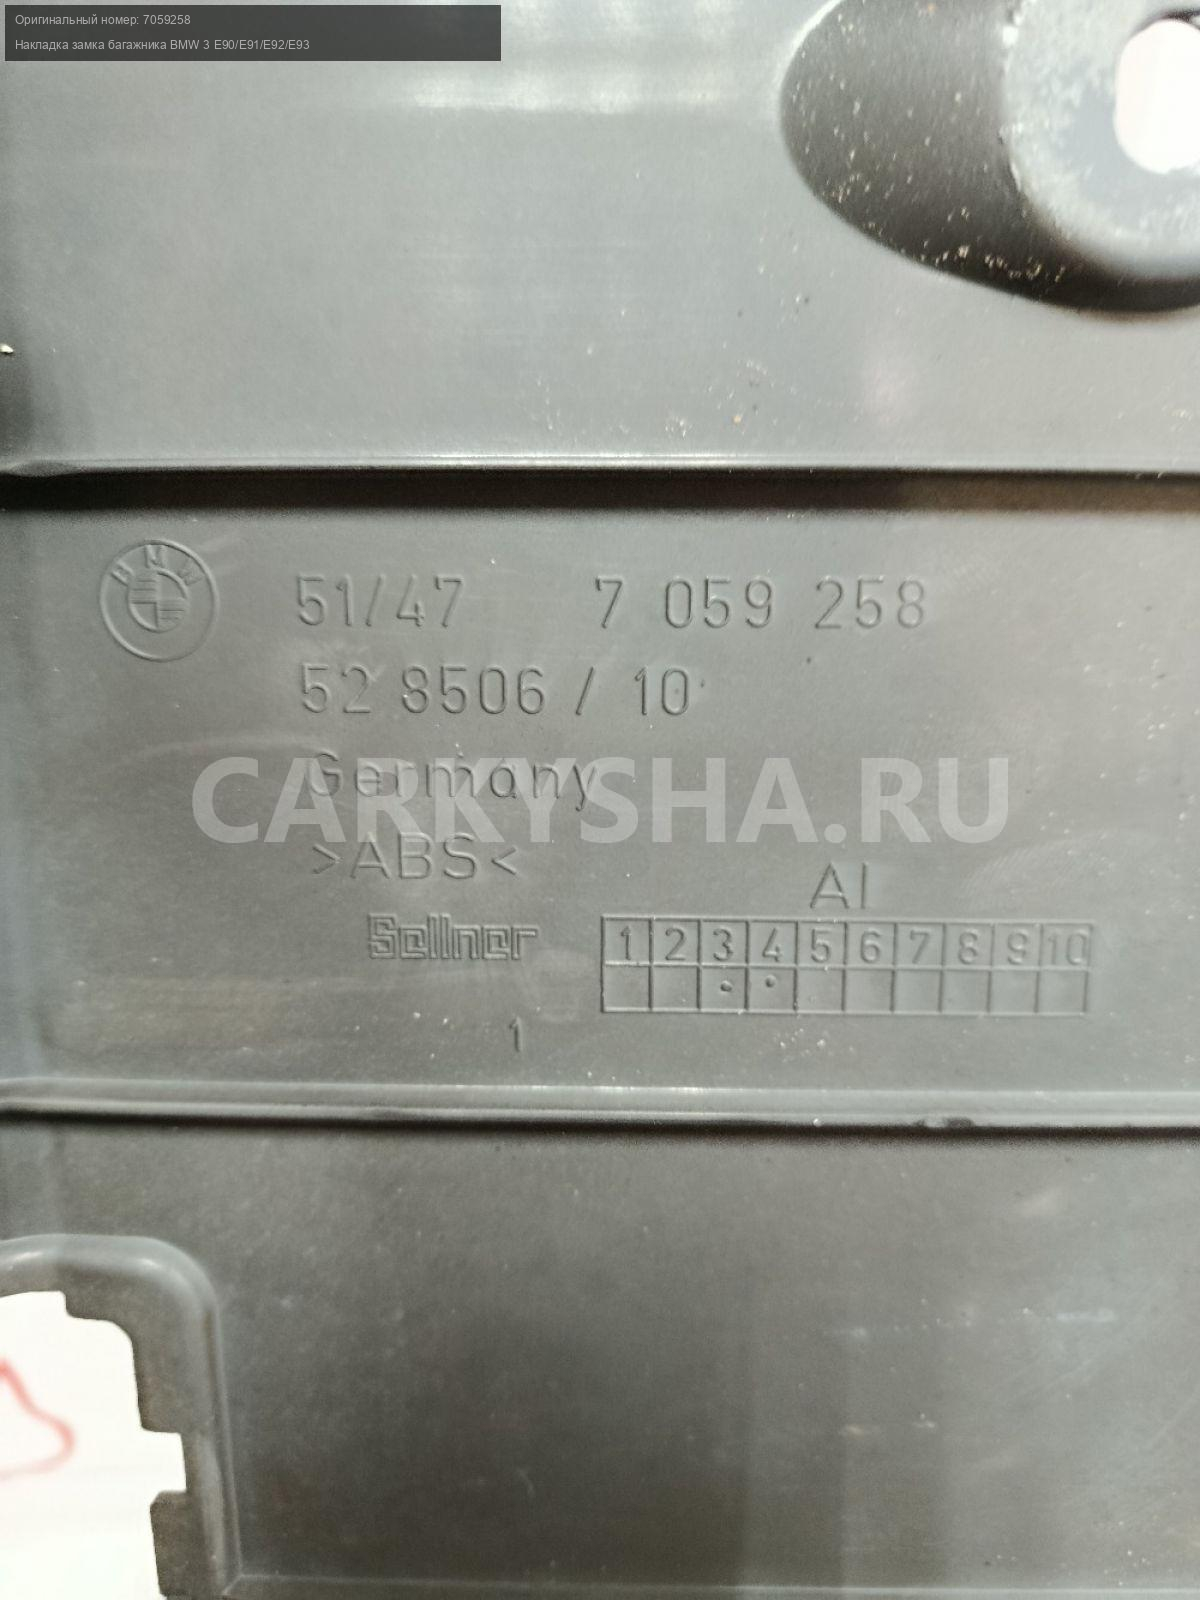 Оригинальный номер: 7059258
Накладка замка багажника BMW 3 E90/E91/E92/E93
BMW
51/47 7 059 258
52 8506 / 10
Germany
CARKYSHA.RU
>ABS<
AI
Sellner
1 2 3 4 5 6 7 8 9 10
1